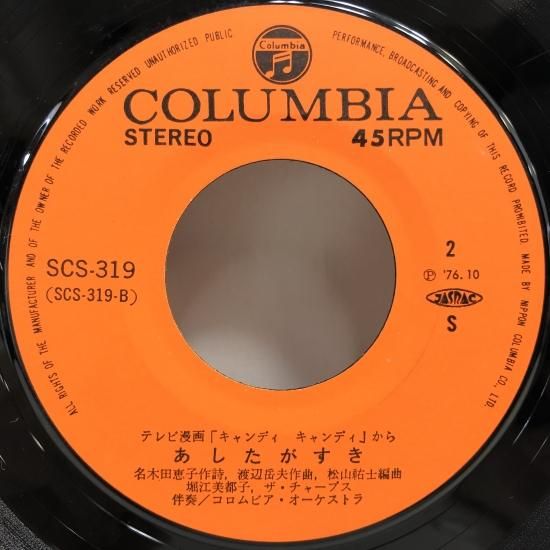 ALL RIGHTS OF THE MANUFACTURER AND OF THE OWNER OF THE RECORDED WORK RESERVED UNAUTHORIZED PUBLIC PERFORMANCE, BROADCASTING AND COPYING OF THIS RECORD PROHIBITED. MADE BY NIPPON COLUMBIA CO., LTD.
Columbia
COLUMBIA
STEREO 45RPM
SCS-319
(SCS-319-B)
2
Ⓟ '76.10
JASRAC
S
テレビ漫画「キャンディ キャンディ」から
あしたがすき
名木田恵子作詩, 渡辺岳夫作曲, 松山祐士編曲
堀江美都子, ザ・チャープス
伴奏/コロムビア・オーケストラ